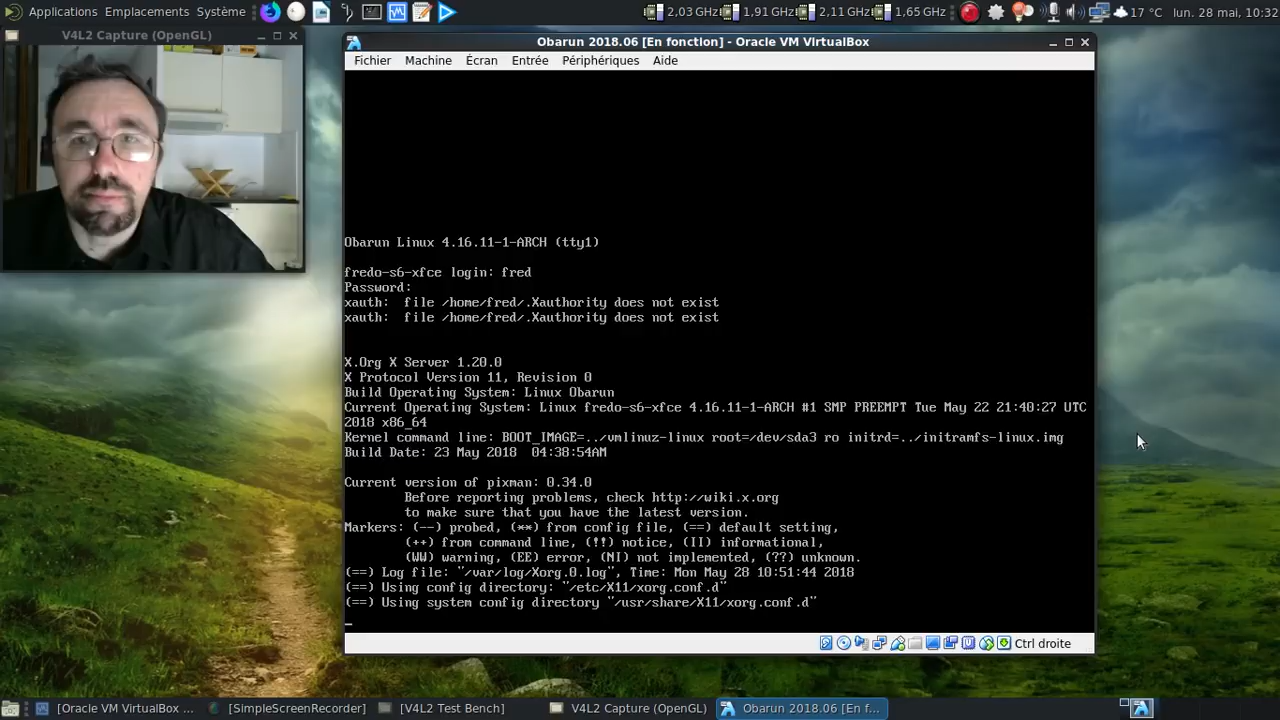 Applications Emplacements Système
2,03 GHz 1,91 GHz 2,11 GHz 1,65 GHz 17 °C lun. 28 mai, 10:32
V4L2 Capture (OpenGL)
Obarun 2018.06 [En fonction] - Oracle VM VirtualBox
Fichier Machine Écran Entrée Périphériques Aide
Obarun Linux 4.16.11-1-ARCH (tty1)
fredo-s6-xfce login: fred
Password:
xauth:  file /home/fred/.Xauthority does not exist
xauth:  file /home/fred/.Xauthority does not exist
X.Org X Server 1.20.0
X Protocol Version 11, Revision 0
Build Operating System: Linux Obarun
Current Operating System: Linux fredo-s6-xfce 4.16.11-1-ARCH #1 SMP PREEMPT Tue May 22 21:40:27 UTC
2018 x86_64
Kernel command line: BOOT_IMAGE=../vmlinuz-linux root=/dev/sda3 ro initrd=../initramfs-linux.img
Build Date: 23 May 2018  04:38:54AM
Current version of pixman: 0.34.0
Before reporting problems, check http://wiki.x.org
to make sure that you have the latest version.
Markers: (--) probed, (**) from config file, (==) default setting,
(++) from command line, (!!) notice, (II) informational,
(WW) warning, (EE) error, (NI) not implemented, (??) unknown.
(==) Log file: "/var/log/Xorg.0.log", Time: Mon May 28 10:51:44 2018
(==) Using config directory: "/etc/X11/xorg.conf.d"
(==) Using system config directory "/usr/share/X11/xorg.conf.d"
Ctrl droite
[Oracle VM VirtualBox ... [SimpleScreenRecorder] [V4L2 Test Bench] V4L2 Capture (OpenGL) Obarun 2018.06 [En f...